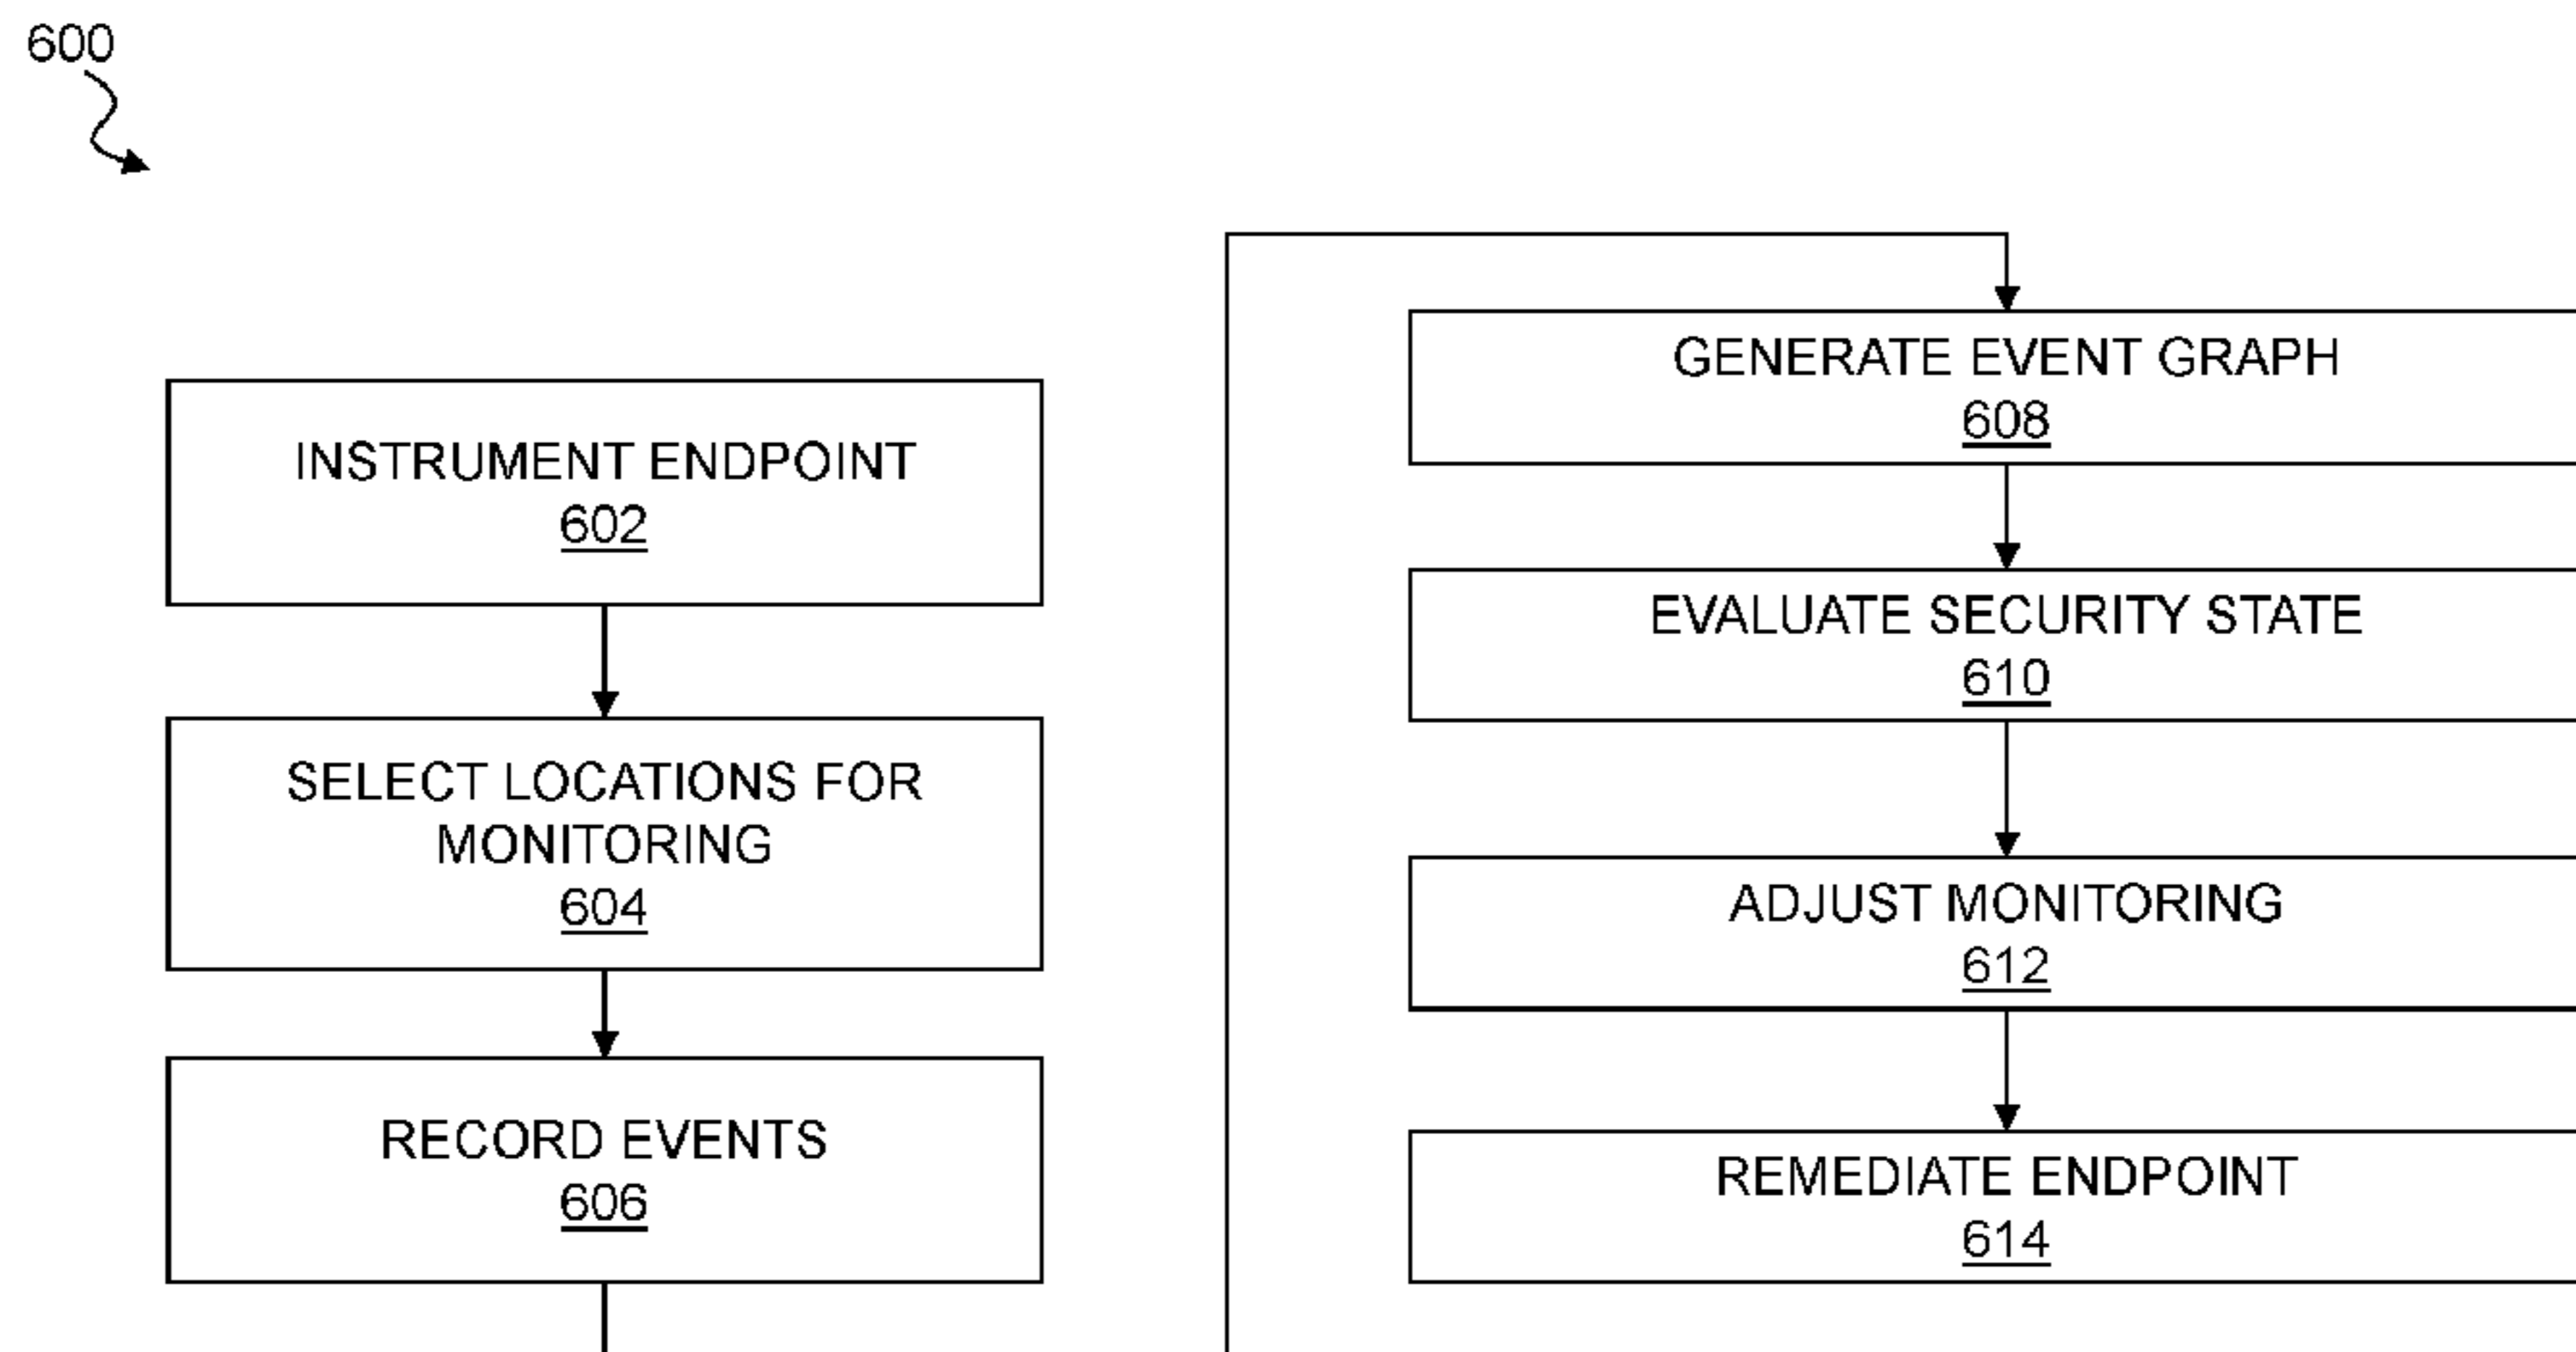 600
INSTRUMENT ENDPOINT
602
SELECT LOCATIONS FOR
MONITORING
604
RECORD EVENTS
606
GENERATE EVENT GRAPH
608
EVALUATE SECURITY STATE
610
ADJUST MONITORING
612
REMEDIATE ENDPOINT
614